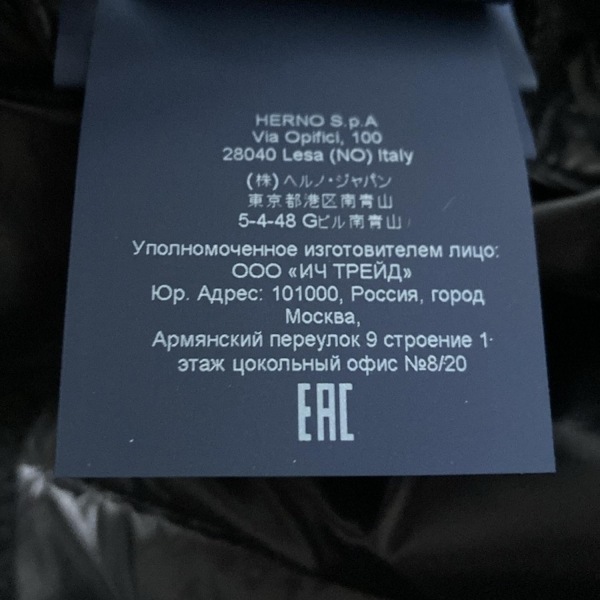 HERNO S.p.A
Via Opifici, 100
28040 Lesa (NO) Italy
(株) ヘルノ・ジャパン
東京都港区南青山
5-4-48 Gビル南青山
Уполномоченное изготовителем лицо:
ООО «ИЧ ТРЕЙД»
Юр. Адрес: 101000, Россия, город
Москва,
Армянский переулок 9 строение 1
этаж цокольный офис №8/20
EAC